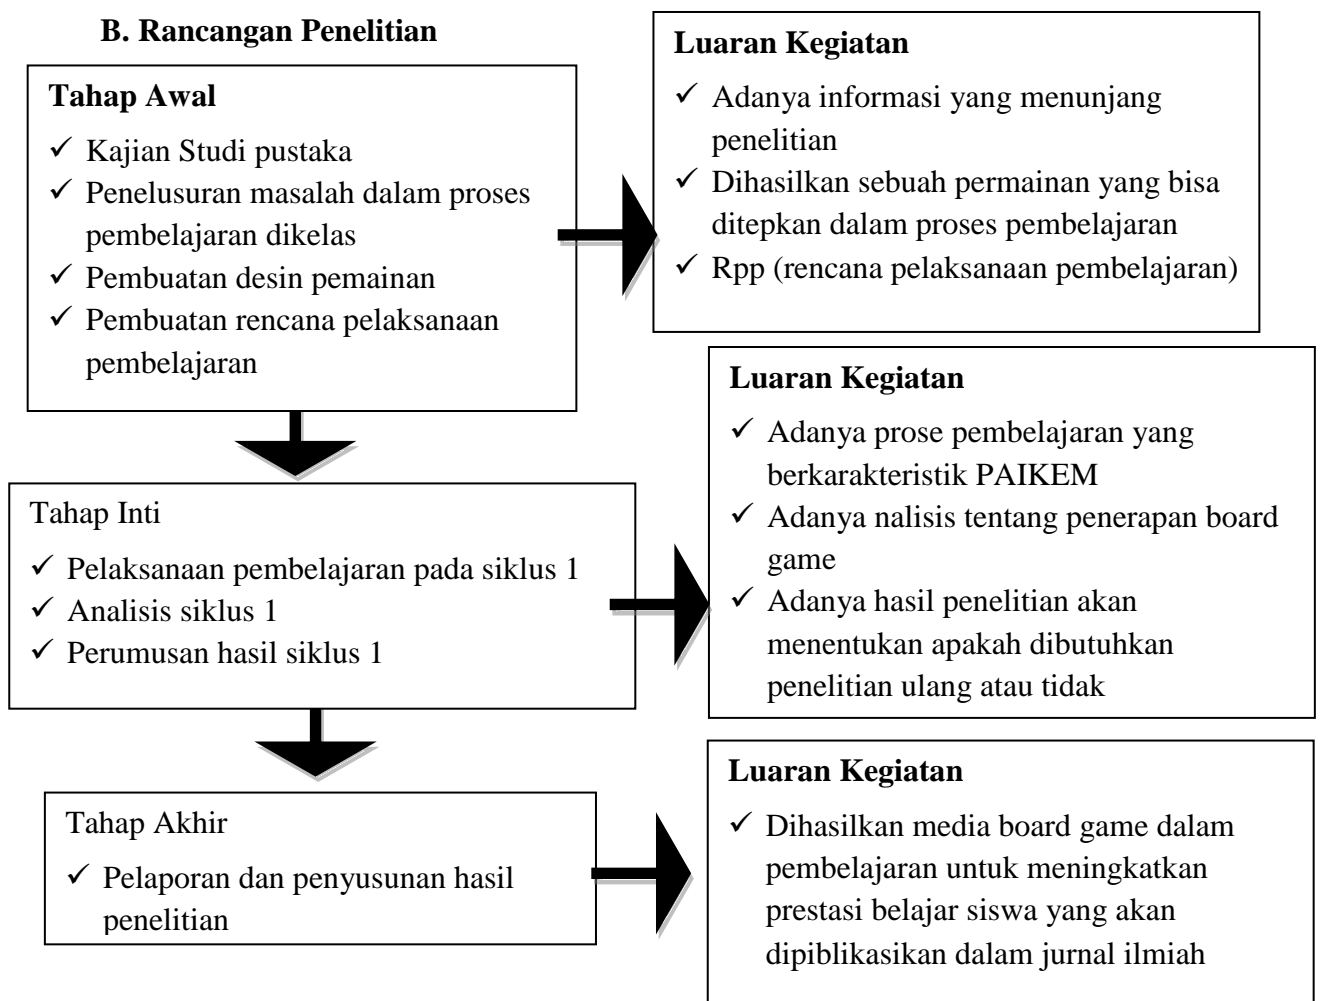 B. Rancangan Penelitian
Tahap Awal
✓ Kajian Studi pustaka
✓ Penelusuran masalah dalam proses
pembelajaran dikelas
✓ Pembuatan desin pemainan
✓ Pembuatan rencana pelaksanaan
pembelajaran
Luaran Kegiatan
✓ Adanya informasi yang menunjang
penelitian
✓ Dihasilkan sebuah permainan yang bisa
ditepkan dalam proses pembelajaran
✓ Rpp (rencana pelaksanaan pembelajaran)
Tahap Inti
✓ Pelaksanaan pembelajaran pada siklus 1
✓ Analisis siklus 1
✓ Perumusan hasil siklus 1
Luaran Kegiatan
✓ Adanya prose pembelajaran yang
berkarakteristik PAIKEM
✓ Adanya nalisis tentang penerapan board
game
✓ Adanya hasil penelitian akan
menentukan apakah dibutuhkan
penelitian ulang atau tidak
Tahap Akhir
✓ Pelaporan dan penyusunan hasil
penelitian
Luaran Kegiatan
✓ Dihasilkan media board game dalam
pembelajaran untuk meningkatkan
prestasi belajar siswa yang akan
dipiblikasikan dalam jurnal ilmiah